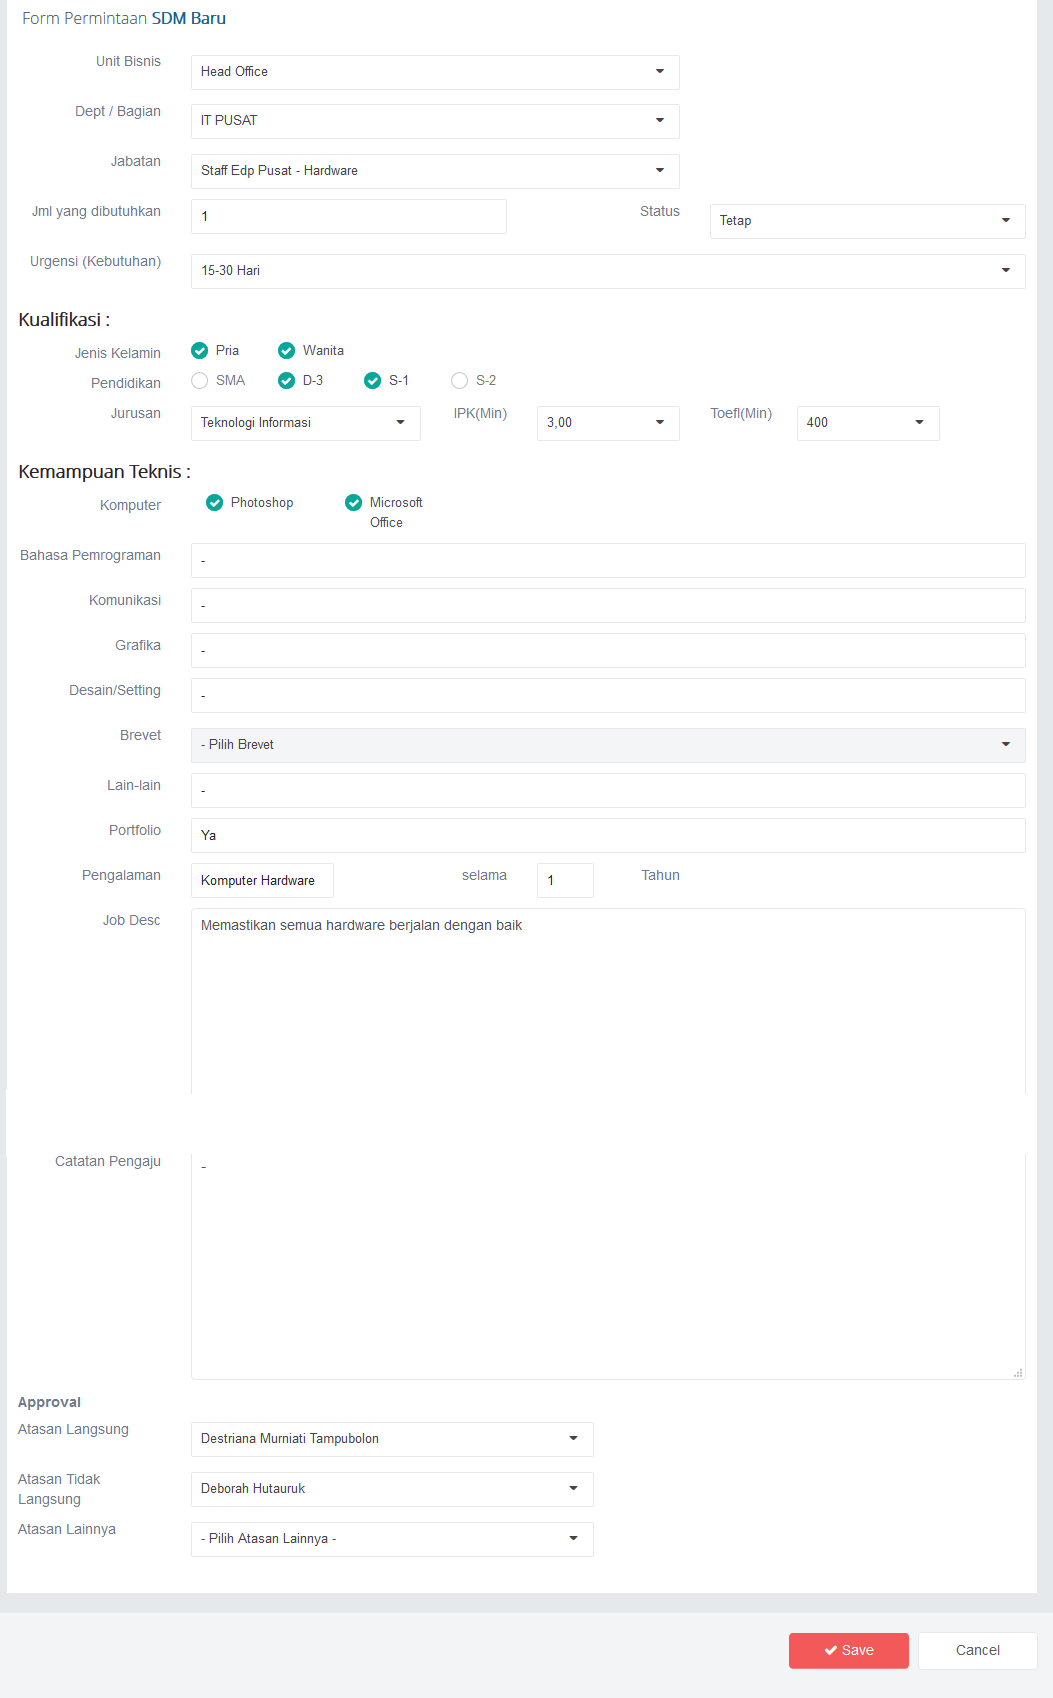 Form Permintaan SDM Baru
Unit Bisnis
Head Office
Dept / Bagian
IT PUSAT
Jabatan
Staff Edp Pusat - Hardware
Jml yang dibutuhkan
1
Status
Tetap
Urgensi (Kebutuhan)
15-30 Hari
Kualifikasi :
Jenis Kelamin
Pria
Wanita
Pendidikan
SMA
D-3
S-1
S-2
Jurusan
Teknologi Informasi
IPK(Min)
3,00
Toefl(Min)
400
Kemampuan Teknis :
Komputer
Photoshop
Microsoft
Office
Bahasa Pemrograman
-
Komunikasi
-
Grafika
-
Desain/Setting
-
Brevet
- Pilih Brevet
Lain-lain
-
Portfolio
Ya
Pengalaman
Komputer Hardware
selama
1
Tahun
Job Desc
Memastikan semua hardware berjalan dengan baik
Catatan Pengaju
-
Approval
Atasan Langsung
Destriana Murniati Tampubolon
Atasan Tidak
Langsung
Deborah Hutauruk
Atasan Lainnya
- Pilih Atasan Lainnya -
Save
Cancel